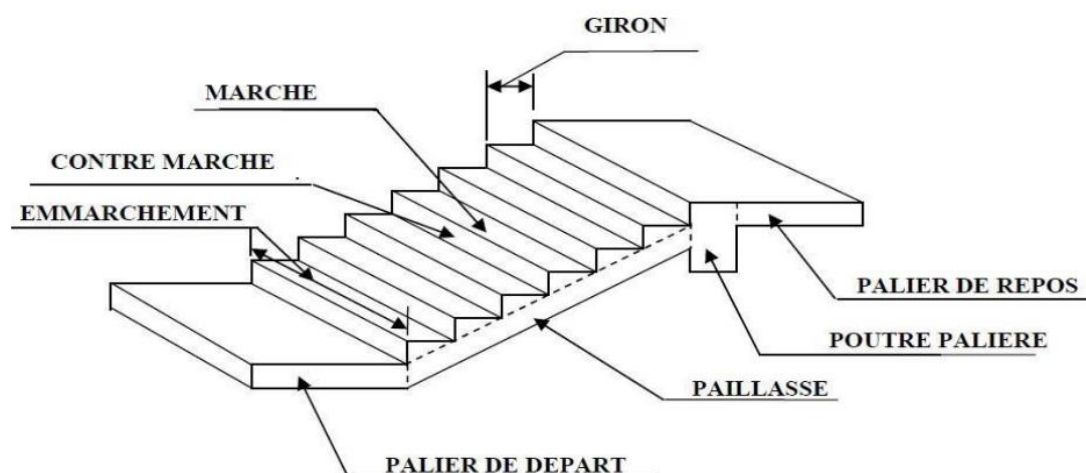 GIRON
MARCHE
CONTRE MARCHE
EMMARCHEMENT
PALIER DE REPOS
POUTRE PALIERE
PAILLASSE
PALIER DE DEPART